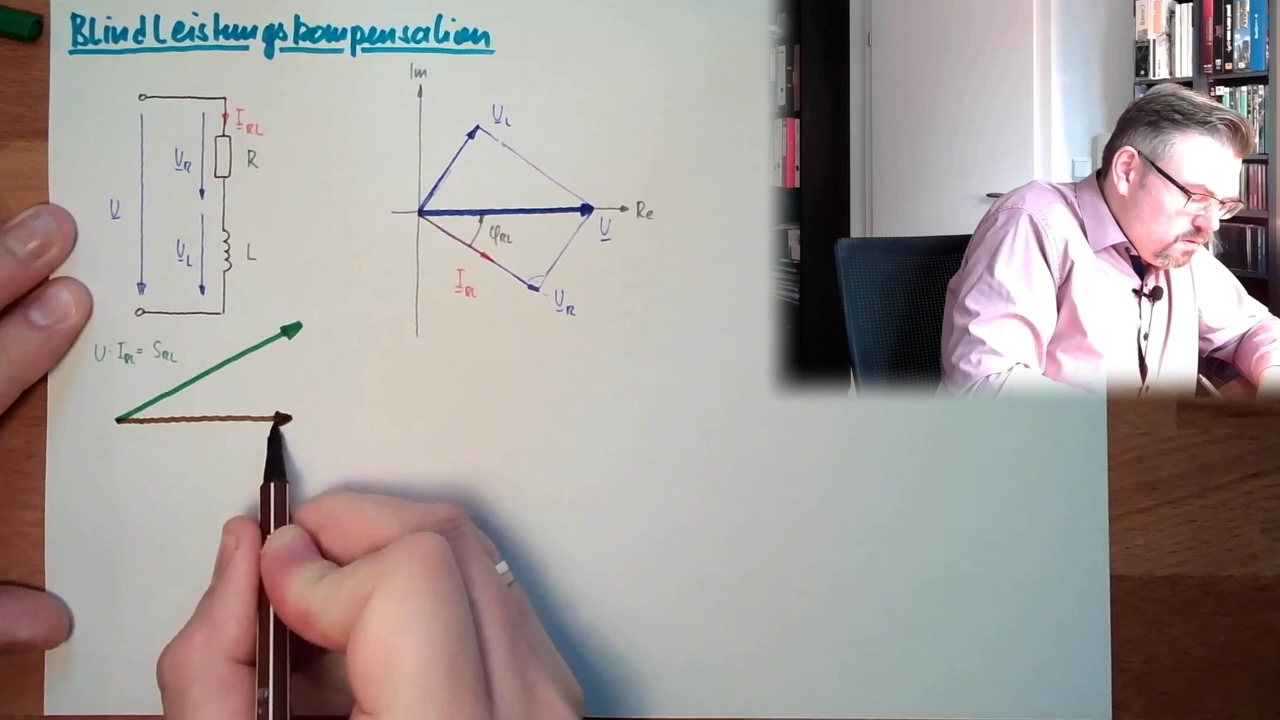 Blindleistungskompensation
Im
U_L
I_RL
U_R
R
Re
U
U
φ_RL
U_L
L
I_RL
U_R
U · I_RL = S_RL